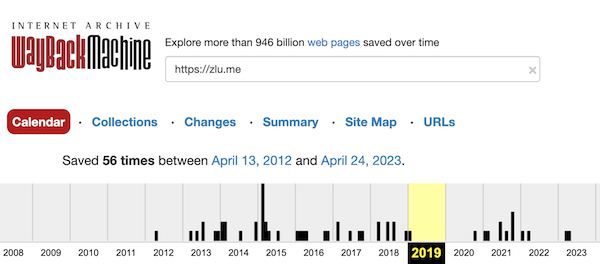 INTERNET ARCHIVE
WayBackMachine
Explore more than 946 billion web pages saved over time
https://zlu.me
×
Calendar · Collections · Changes · Summary · Site Map · URLs
Saved 56 times between April 13, 2012 and April 24, 2023.
2008 2009 2010 2011 2012 2013 2014 2015 2016 2017 2018 2019 2020 2021 2022 2023